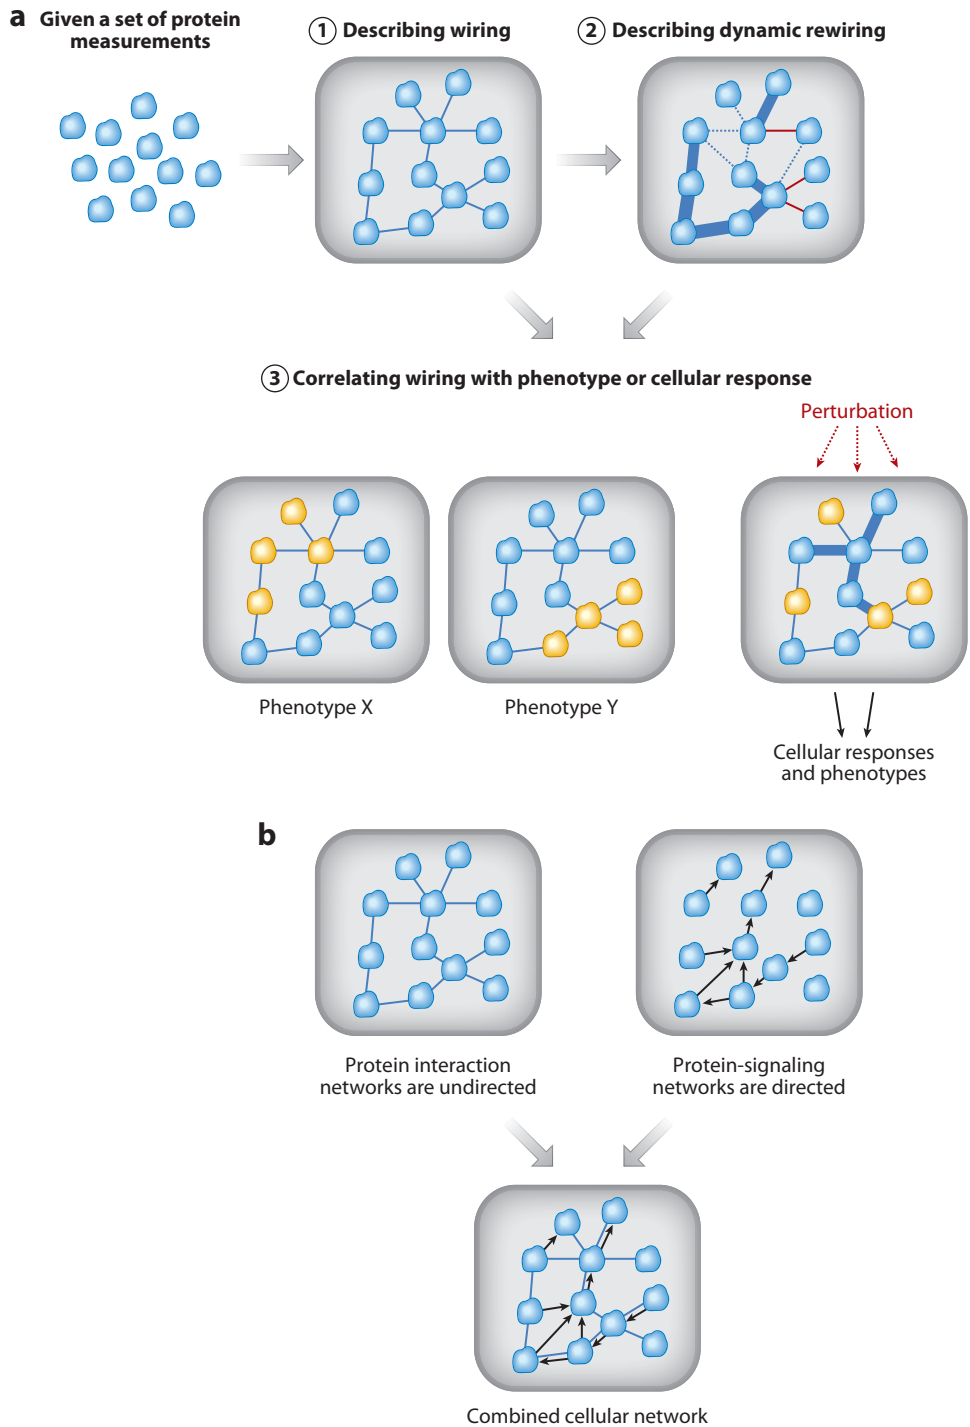 a Given a set of protein
measurements
1 Describing wiring
2 Describing dynamic rewiring
3 Correlating wiring with phenotype or cellular response
Perturbation
Phenotype X
Phenotype Y
Cellular responses
and phenotypes
b
Protein interaction
networks are undirected
Protein-signaling
networks are directed
Combined cellular network